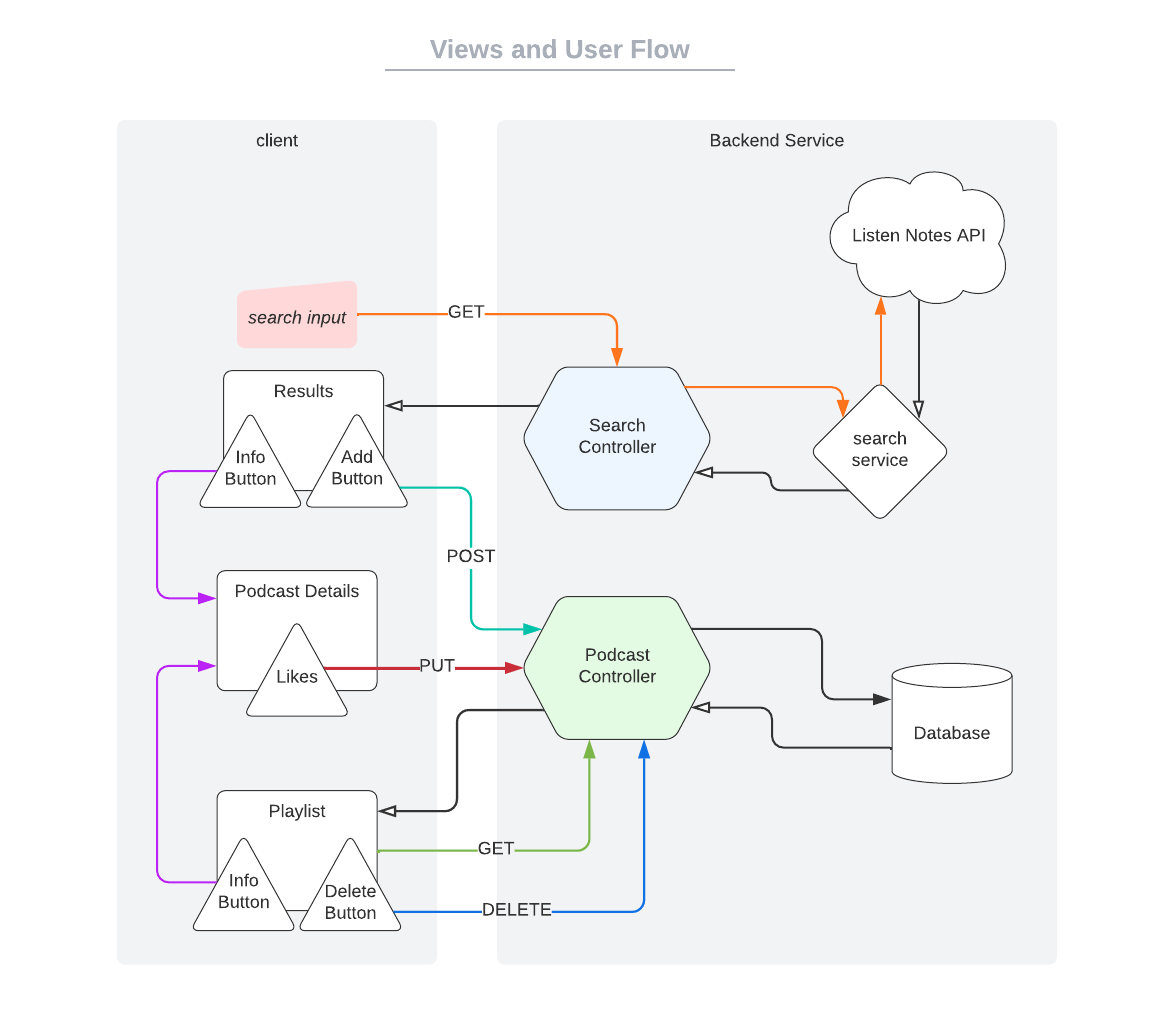 Views and User Flow
client
Backend Service
Listen Notes API
search input
GET
Results
Info
Button
Add
Button
Search
Controller
search
service
POST
Podcast Details
Likes
PUT
Podcast
Controller
Database
Playlist
Info
Button
Delete
Button
GET
DELETE